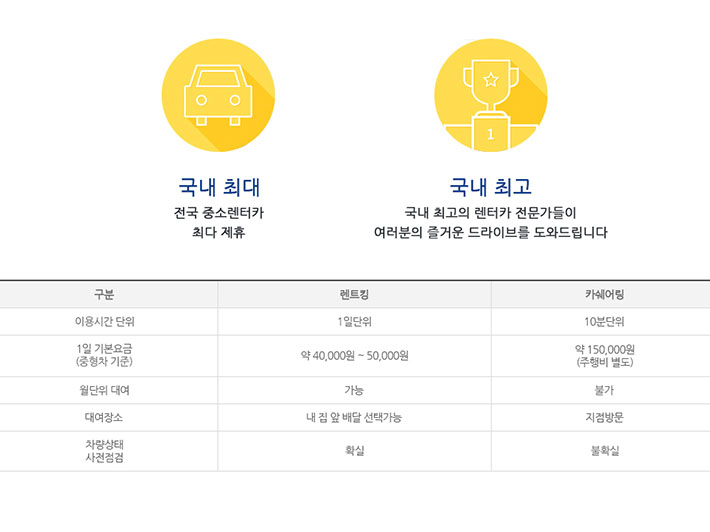 1
국내 최대
전국 중소렌터카
최다 제휴
국내 최고
국내 최고의 렌터카 전문가들이
여러분의 즐거운 드라이브를 도와드립니다
구분 렌트킹 카쉐어링
이용시간 단위 1일단위 10분단위
1일 기본요금
(중형차 기준) 약 40,000원 ~ 50,000원 약 150,000원
(주행비 별도)
월단위 대여 가능 불가
대여장소 내 집 앞 배달 선택가능 지점방문
차량상태
사전점검 확실 불확실